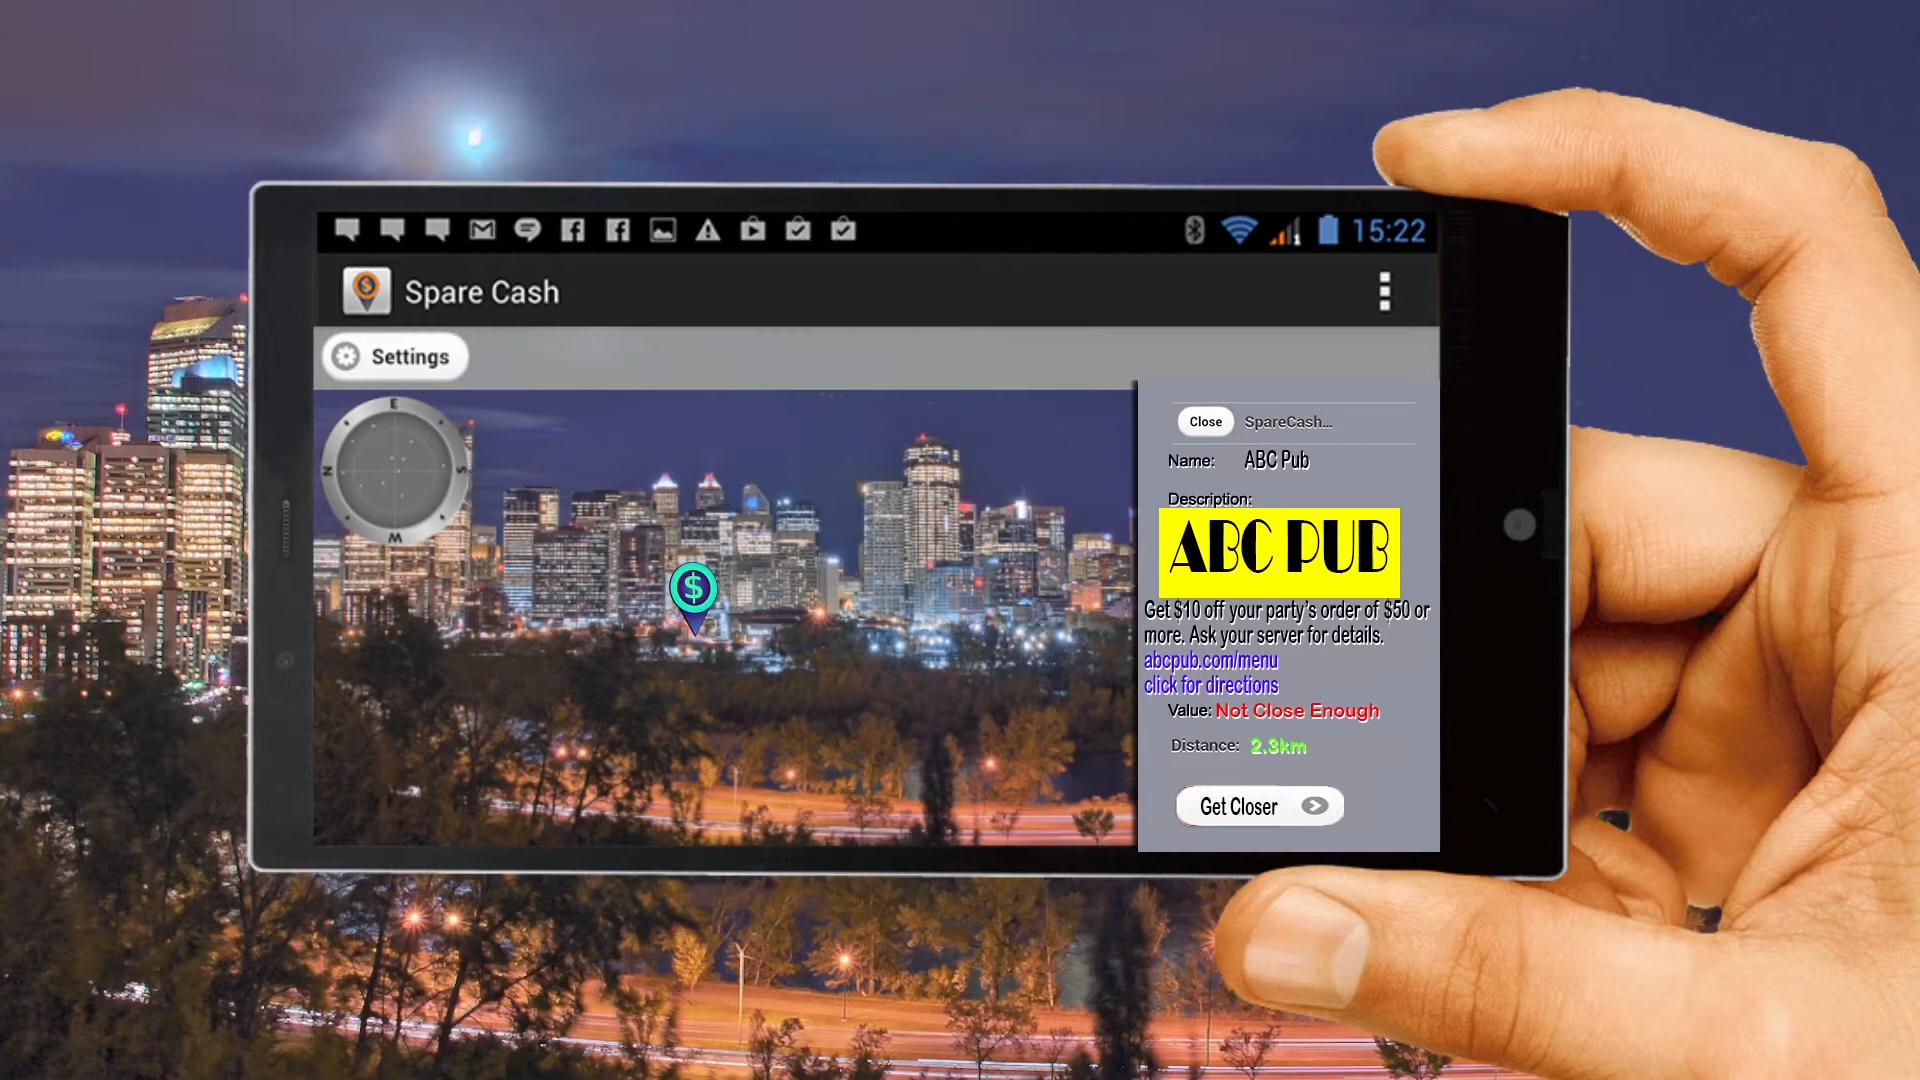 15:22
Spare Cash
Settings
E
N
S
W
Close SpareCash...
Name: ABC Pub
Description:
ABC PUB
Get $10 off your party's order of $50 or
more. Ask your server for details.
abcpub.com/menu
click for directions
Value: Not Close Enough
Distance: 2.3km
Get Closer
$